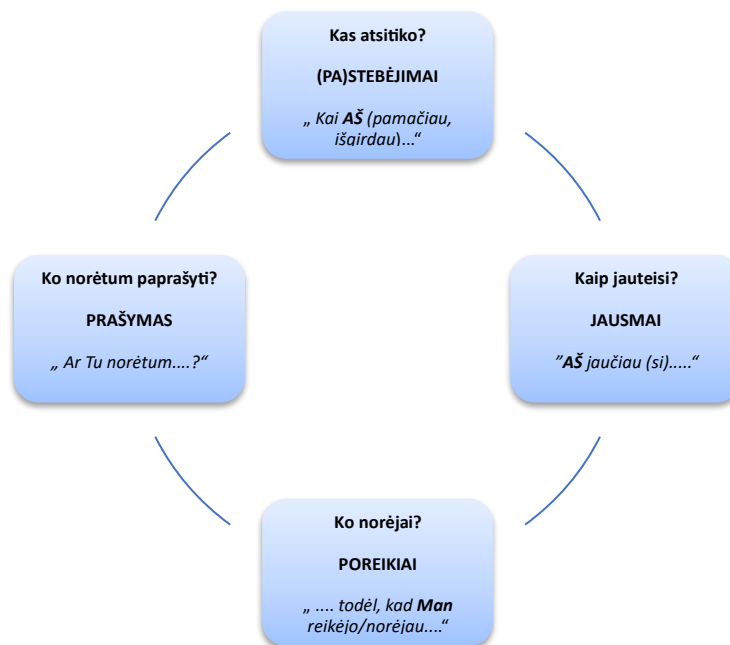 Kas atsitiko?
(PA)STEBĖJIMAI
„ Kai AŠ (pamačiau,
išgirdau)...“
Ko norėtum paprašyti?
PRAŠYMAS
„ Ar Tu norėtum....?“
Kaip jauteisi?
JAUSMAI
”AŠ jaučiau (si).....“
Ko norėjai?
POREIKIAI
„ .... todėl, kad Man
reikėjo/norėjau....“